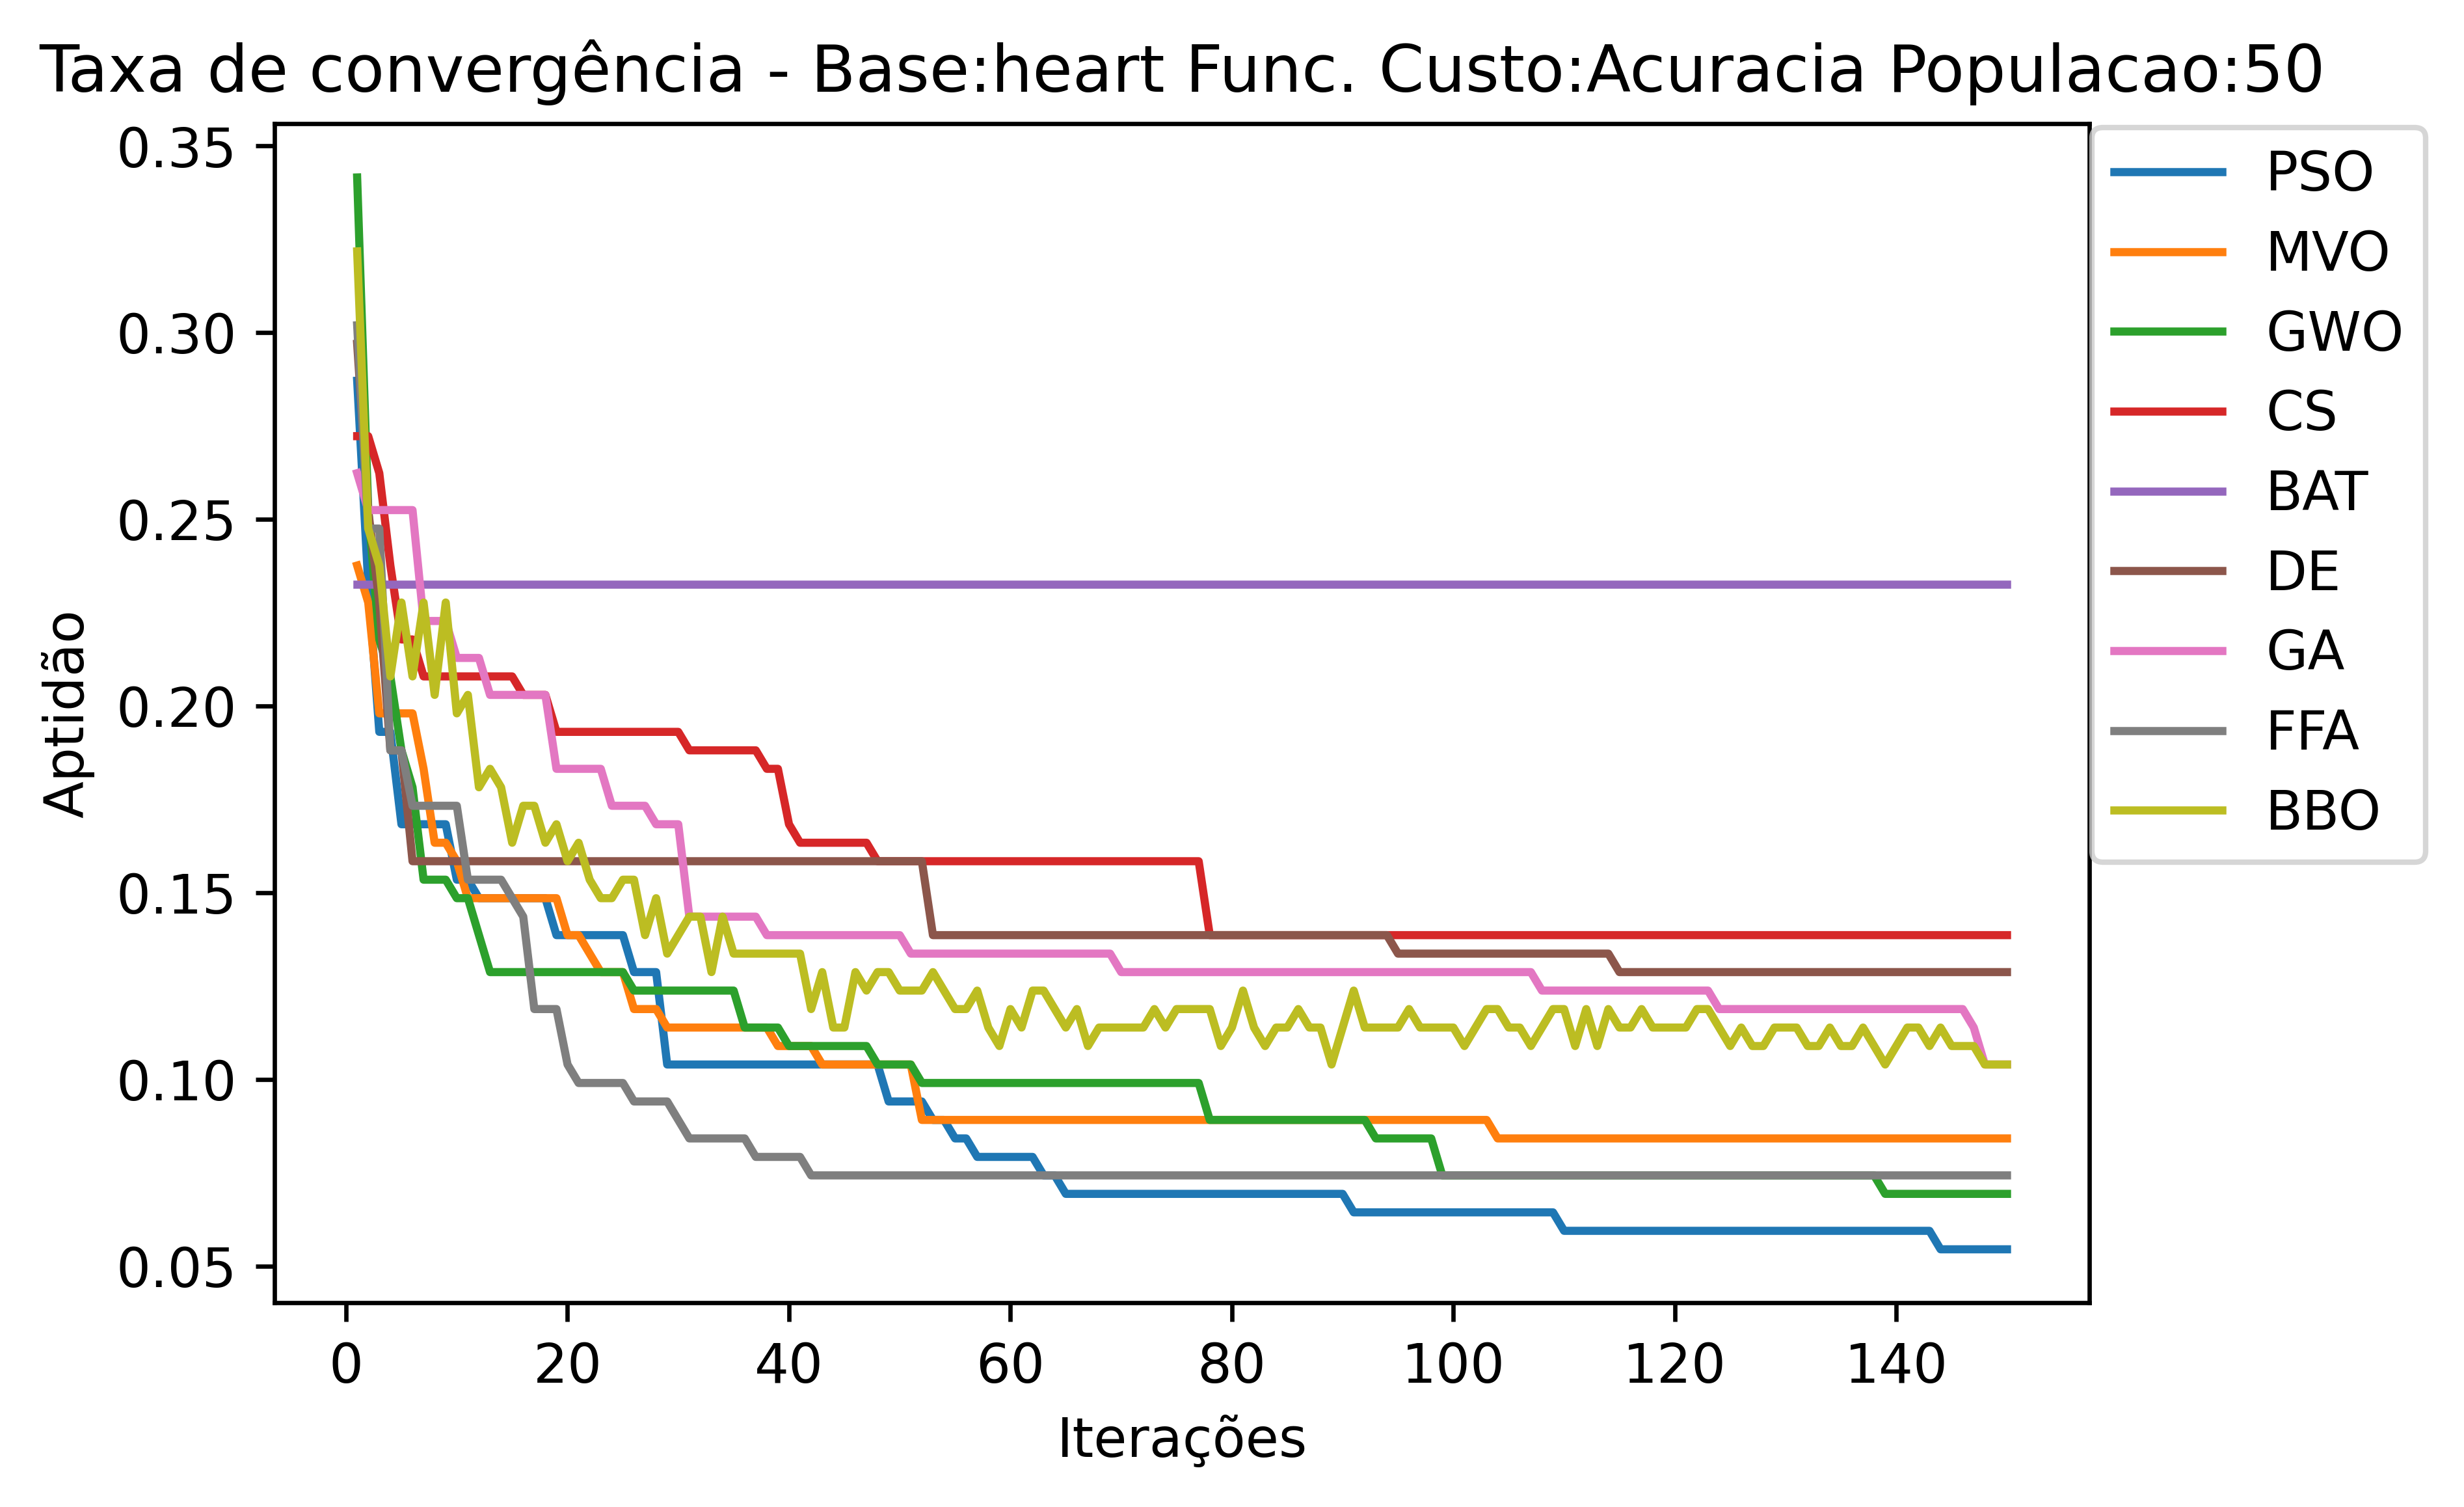 Taxa de convergência - Base:heart Func. Custo:Acuracia Populacao:50
0.35
0.30
0.25
0.20
0.15
0.10
0.05
Aptidão
0 20 40 60 80 100 120 140
Iterações
PSO
MVO
GWO
CS
BAT
DE
GA
FFA
BBO